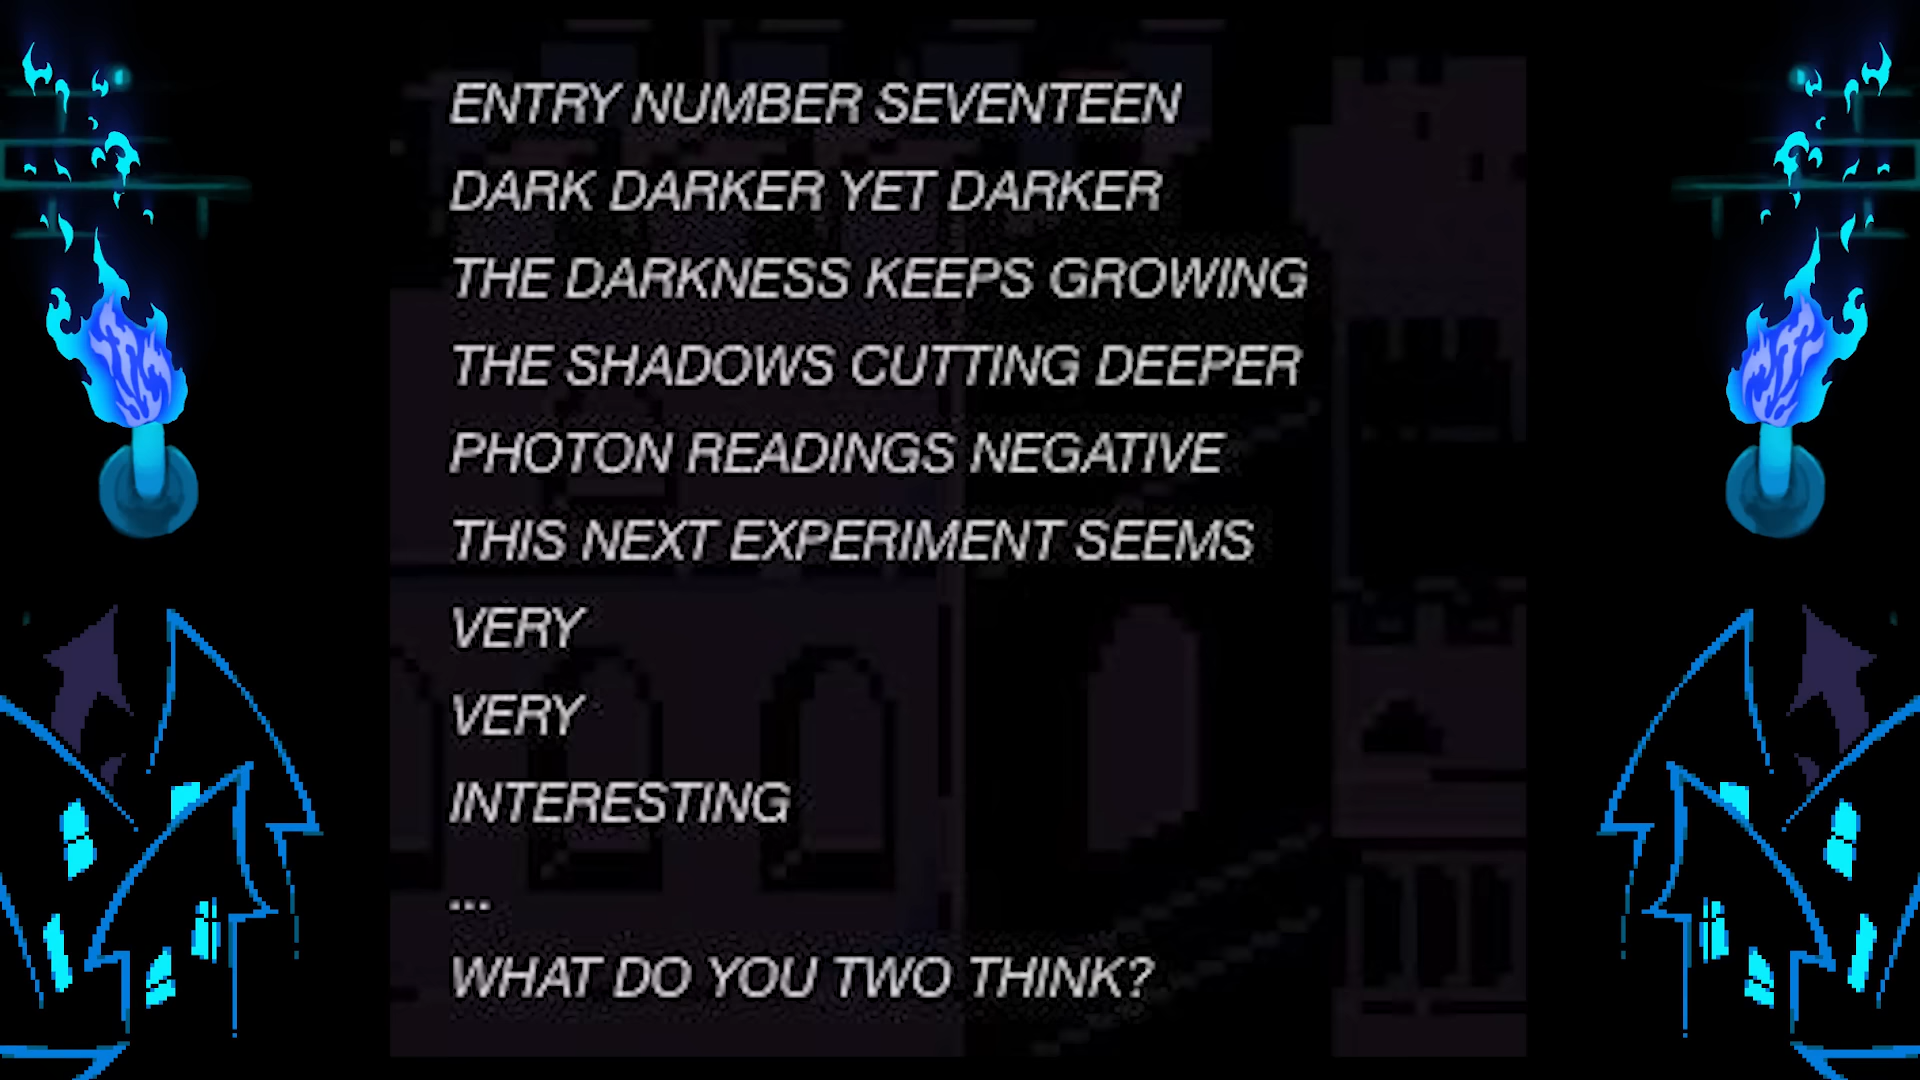 ENTRY NUMBER SEVENTEEN
DARK DARKER YET DARKER
THE DARKNESS KEEPS GROWING
THE SHADOWS CUTTING DEEPER
PHOTON READINGS NEGATIVE
THIS NEXT EXPERIMENT SEEMS
VERY
VERY
INTERESTING
...
WHAT DO YOU TWO THINK?